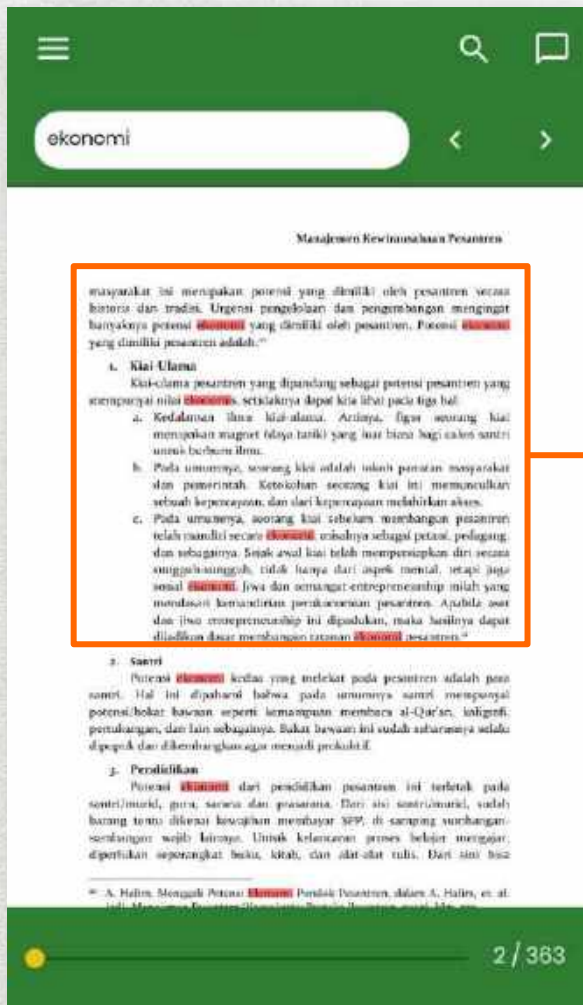 ekonomi
Manajemen Kewirausahaan Pesantren
masyarakat ini merupakan potensi yang dimiliki oleh pesantren secara
historis dan tradisi. Urgensi pengelolaan dan pengembangan mengingat
banyaknya potensi ekonomi yang dimiliki oleh pesantren. Potensi ekonomi
yang dimiliki pesantren adalah:
1. Kiai-Ulama
Kiai-ulama pesantren yang dipandang sebagai potensi pesantren yang
mempunyai nilai ekonomis, setidaknya dapat kita lihat pada tiga hal:
a. Kedalaman ilmu kiai-ulama. Artinya, figur seorang kiai
merupakan magnet (daya tarik) yang luar biasa bagi calon santri
untuk berburu ilmu.
b. Pada umumnya, seorang kiai adalah tokoh panutan masyarakat
dan pemerintah. Ketokohan seorang kiai ini memunculkan
sebuah kepercayaan, dan dari kepercayaan melahirkan akses.
c. Pada umumnya, seorang kiai sebelum membangun pesantren
telah mandiri secara ekonomi, misalnya sebagai petani, pedagang,
dan sebagainya. Sejak awal kiai telah mempersiapkan diri secara
sungguh-sungguh, tidak hanya dari aspek mental, tetapi juga
sosial ekonomi. Jiwa dan semangat entrepreneurship inilah yang
mendasari kemandirian perekonomian pesantren. Apabila aset
dan jiwa entrepreneurship ini dipadukan, maka hasilnya dapat
dijadikan dasar membangun tatanan ekonomi pesantren.
2. Santri
Potensi ekonomi kedua yang melekat pada pesantren adalah para
santri. Hal ini dipahami bahwa pada umumnya santri mempunyai
potensi/bakat bawaan seperti kemampuan membaca al-Qur'an, kaligrafi,
pertukangan, dan lain sebagainya. Bakat bawaan ini sudah seharusnya selalu
dipupuk dan dikembangkan agar menjadi produktif.
3. Pendidikan
Potensi ekonomi dari pendidikan pesantren ini terletak pada
santri/murid, guru, sarana dan prasarana. Dari sisi santri/murid, sudah
barang tentu dikenai kewajiban membayar SPP, di samping sumbangan-
sumbangan wajib lainnya. Untuk kelancaran proses belajar mengajar,
diperlukan seperangkat buku, kitab, dan alat-alat tulis. Dari sini bisa
A. Halim, Menggali Potensi Ekonomi Pondok Pesantren, dalam A. Halim, et. al.
2 / 363